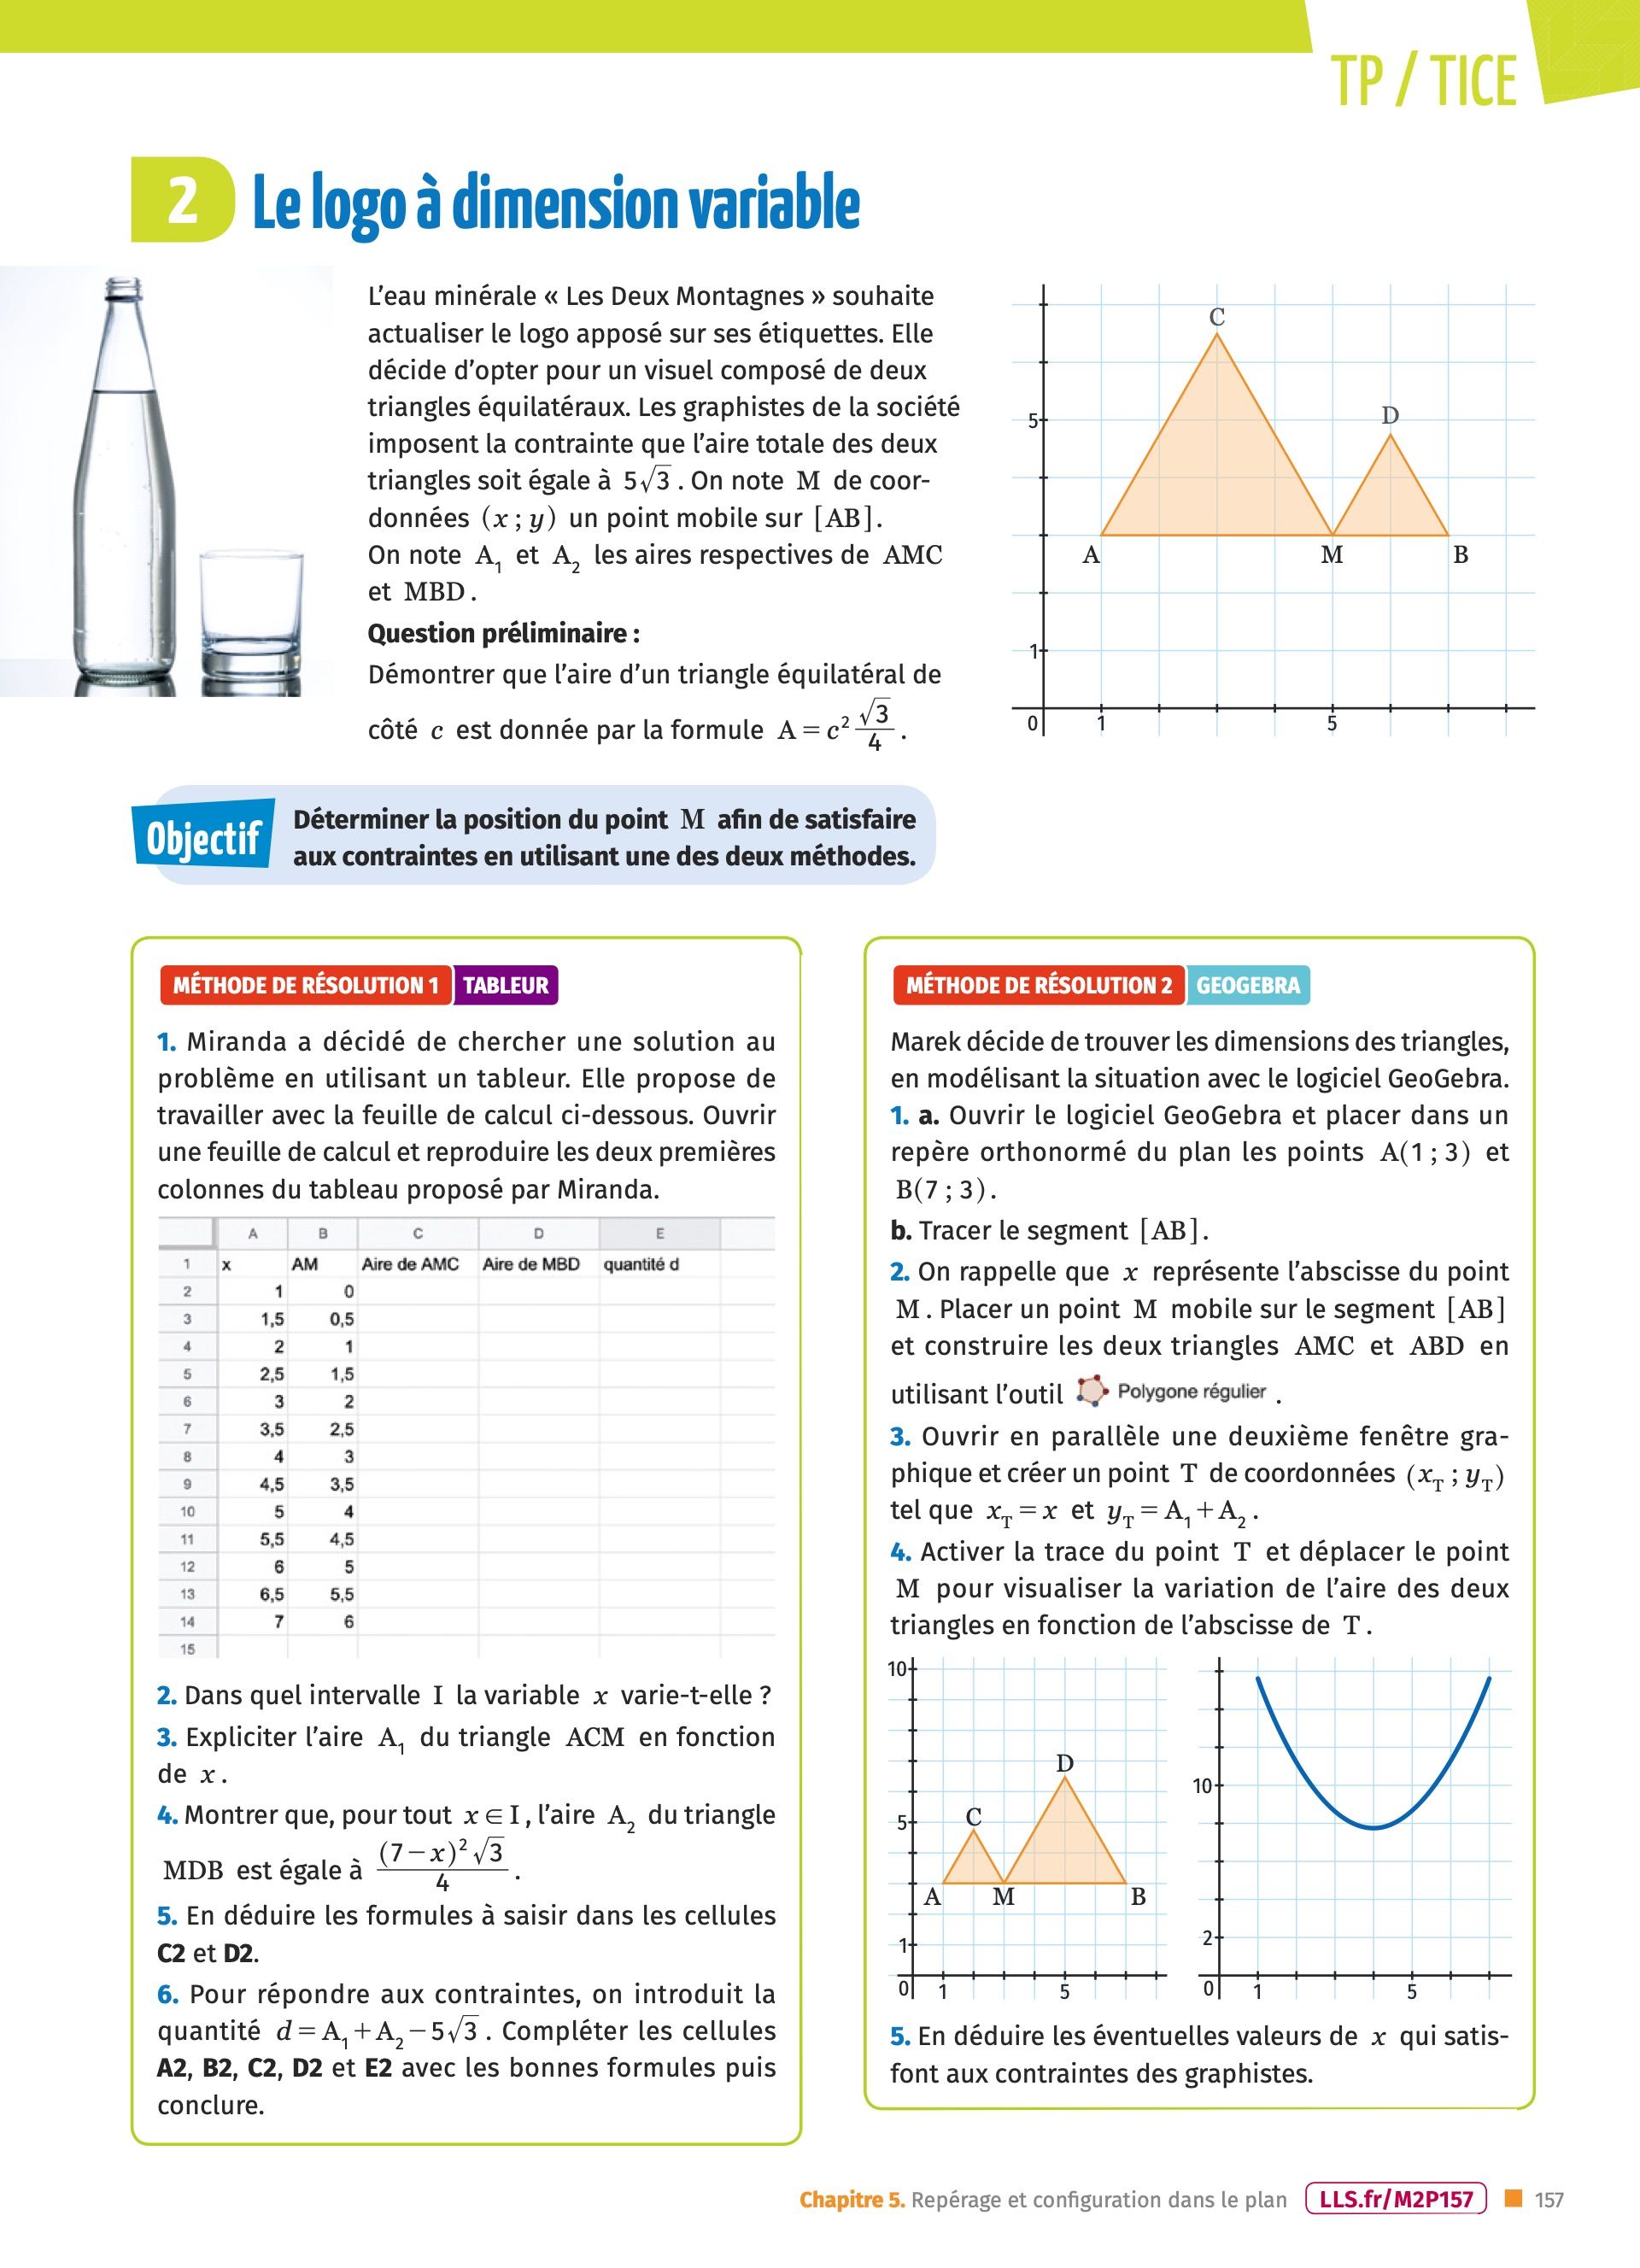 TP / TICE
2 Le logo à dimension variable
L’eau minérale « Les Deux Montagnes » souhaite
actualiser le logo apposé sur ses étiquettes. Elle
décide d’opter pour un visuel composé de deux
triangles équilatéraux. Les graphistes de la société
imposent la contrainte que l’aire totale des deux
triangles soit égale à 5√3 . On note M de coor-
données (x ; y) un point mobile sur [AB].
On note A₁ et A₂ les aires respectives de AMC
et MBD.
Question préliminaire :
Démontrer que l’aire d’un triangle équilatéral de
côté c est donnée par la formule A = c² √3/4 .
C
5
D
A M B
1
0 1 5
Objectif
Déterminer la position du point M afin de satisfaire
aux contraintes en utilisant une des deux méthodes.
MÉTHODE DE RÉSOLUTION 1 TABLEUR
1. Miranda a décidé de chercher une solution au
problème en utilisant un tableur. Elle propose de
travailler avec la feuille de calcul ci-dessous. Ouvrir
une feuille de calcul et reproduire les deux premières
colonnes du tableau proposé par Miranda.
A B C D E
1 x AM Aire de AMC Aire de MBD quantité d
2 1 0
3 1,5 0,5
4 2 1
5 2,5 1,5
6 3 2
7 3,5 2,5
8 4 3
9 4,5 3,5
10 5 4
11 5,5 4,5
12 6 5
13 6,5 5,5
14 7 6
15
2. Dans quel intervalle I la variable x varie-t-elle ?
3. Expliciter l’aire A₁ du triangle ACM en fonction
de x.
4. Montrer que, pour tout x ∈ I, l’aire A₂ du triangle
MDB est égale à (7 − x)² √3/4 .
5. En déduire les formules à saisir dans les cellules
C2 et D2.
6. Pour répondre aux contraintes, on introduit la
quantité d = A₁ + A₂ − 5√3 . Compléter les cellules
A2, B2, C2, D2 et E2 avec les bonnes formules puis
conclure.
MÉTHODE DE RÉSOLUTION 2 GEOGEBRA
Marek décide de trouver les dimensions des triangles,
en modélisant la situation avec le logiciel GeoGebra.
1. a. Ouvrir le logiciel GeoGebra et placer dans un
repère orthonormé du plan les points A(1 ; 3) et
B(7 ; 3).
b. Tracer le segment [AB].
2. On rappelle que x représente l’abscisse du point
M. Placer un point M mobile sur le segment [AB]
et construire les deux triangles AMC et ABD en
utilisant l’outil Polygone régulier .
3. Ouvrir en parallèle une deuxième fenêtre gra-
phique et créer un point T de coordonnées (x_T ; y_T)
tel que x_T = x et y_T = A₁ + A₂.
4. Activer la trace du point T et déplacer le point
M pour visualiser la variation de l’aire des deux
triangles en fonction de l’abscisse de T.
10
D
5 C
A M B
1
0 1 5
10
2
0 1 5
5. En déduire les éventuelles valeurs de x qui satis-
font aux contraintes des graphistes.
Chapitre 5. Repérage et configuration dans le plan LLS.fr/M2P157 157